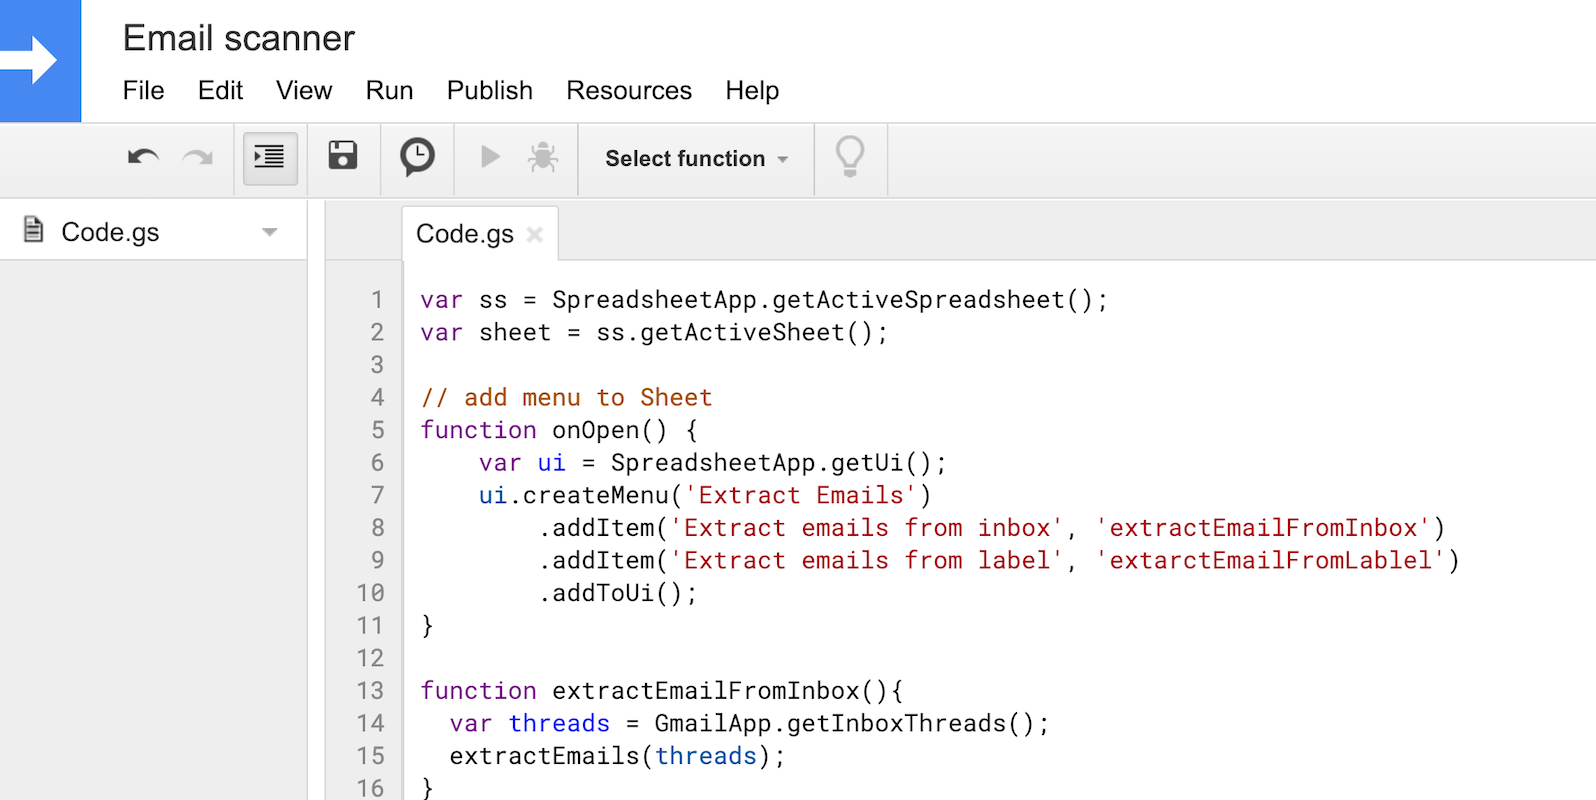 Email scanner
File Edit View Run Publish Resources Help
Select function
Code.gs
Code.gs
1 var ss = SpreadsheetApp.getActiveSpreadsheet();
2 var sheet = ss.getActiveSheet();
3
4 // add menu to Sheet
5 function onOpen() {
6 var ui = SpreadsheetApp.getUi();
7 ui.createMenu('Extract Emails')
8 .addItem('Extract emails from inbox', 'extractEmailFromInbox')
9 .addItem('Extract emails from label', 'extarctEmailFromLablel')
10 .addToUi();
11 }
12
13 function extractEmailFromInbox(){
14 var threads = GmailApp.getInboxThreads();
15 extractEmails(threads);
16 }